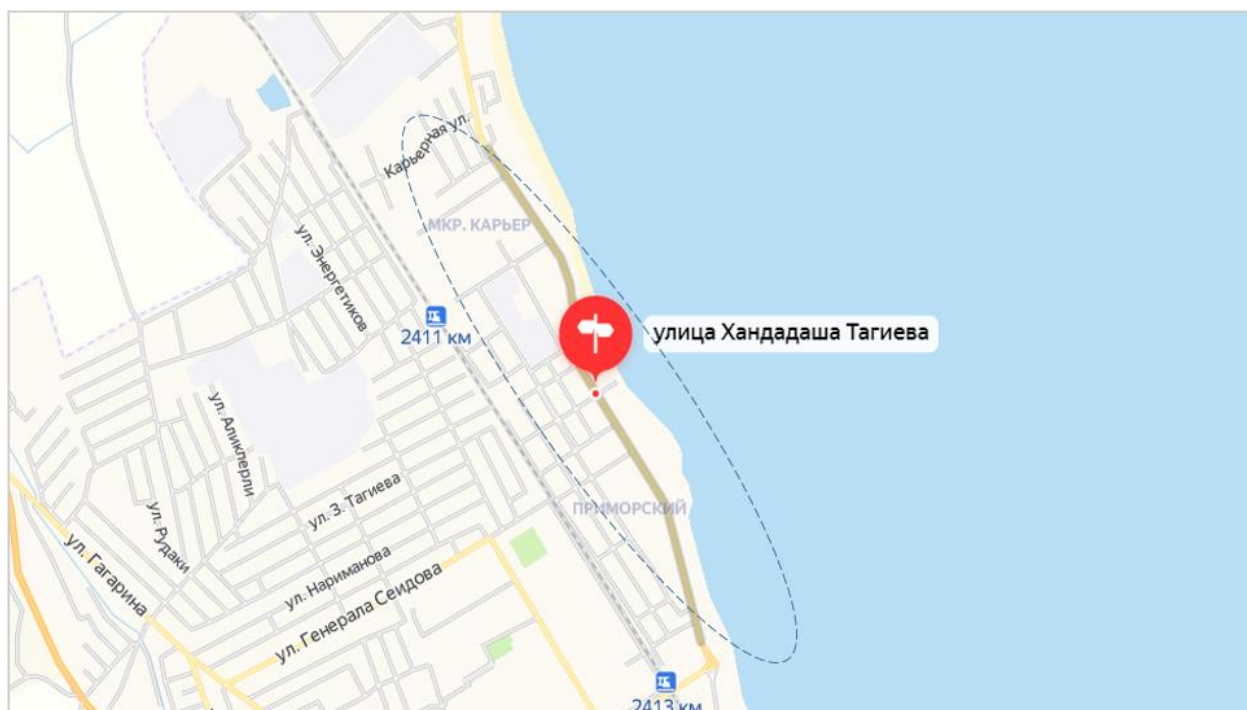 Карьерная ул.
МКР. КАРЬЕР
ул. Энергетиков
2411 км
улица Хандадаша Тагиева
ул. Аликперли
ул. З. Тагиева
ПРИМОРСКИЙ
ул. Рудаки
ул. Гагарина
ул. Нариманова
ул. Генерала Сеидова
2413 км